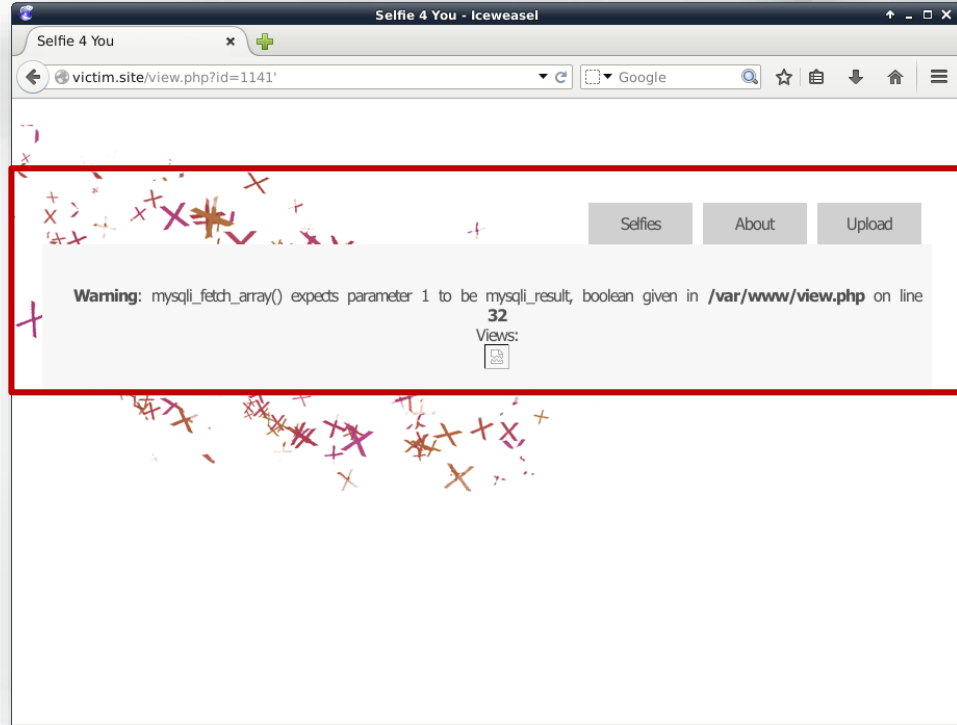 Selfie 4 You - Iceweasel
Selfie 4 You
victim.site/view.php?id=1141'
Google
Selfies About Upload
Warning: mysqli_fetch_array() expects parameter 1 to be mysqli_result, boolean given in /var/www/view.php on line
32
Views: